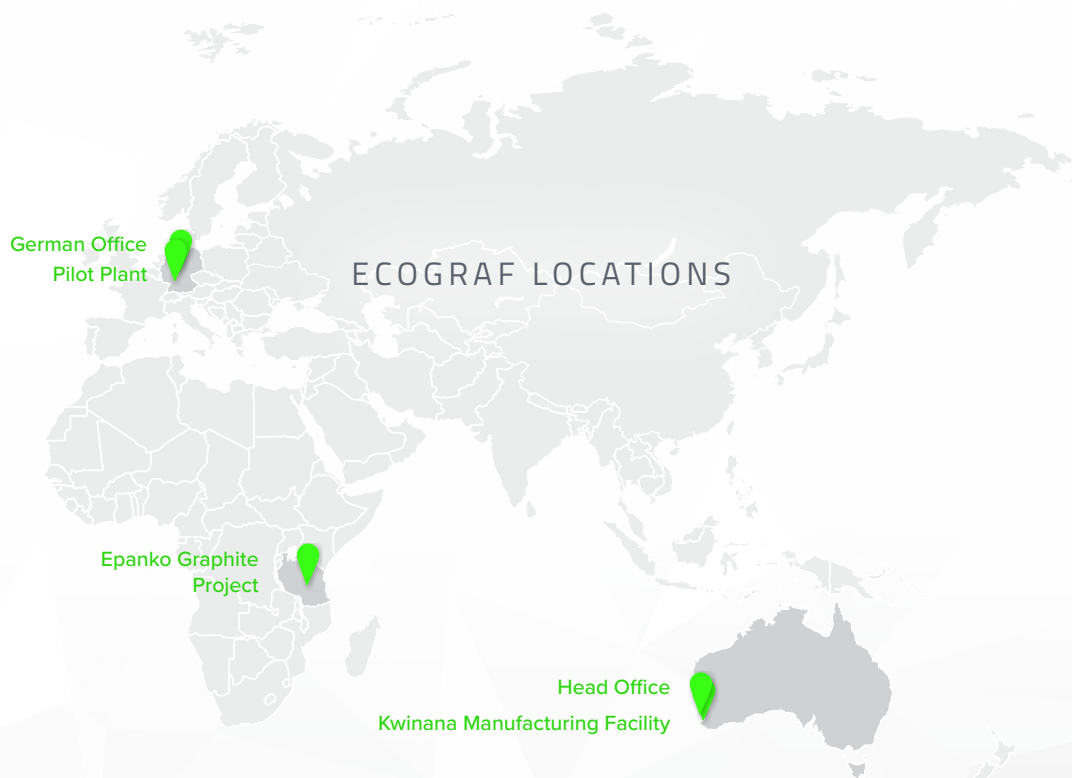 German Office
Pilot Plant
ECOGRAF LOCATIONS
Epanko Graphite
Project
Head Office
Kwinana Manufacturing Facility